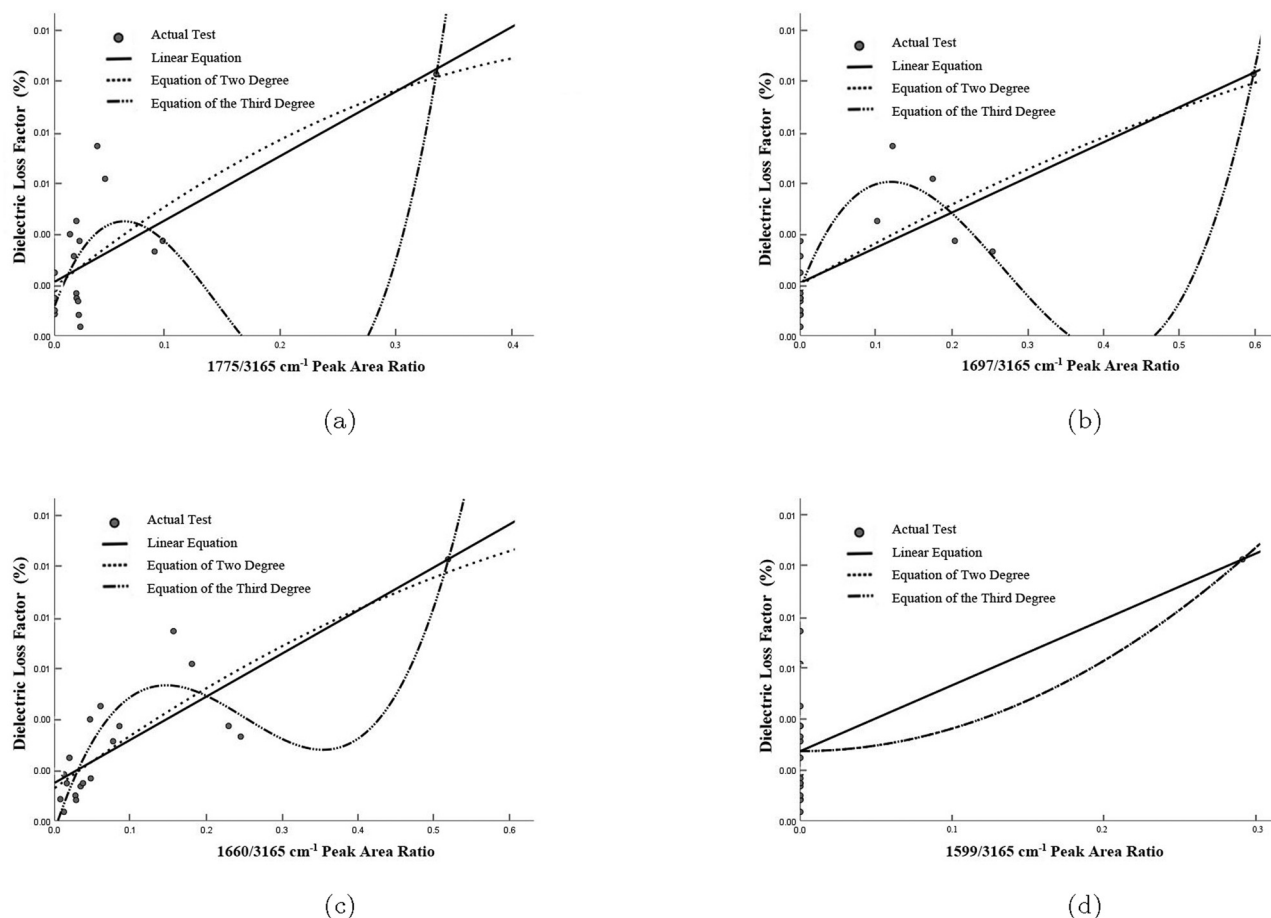 Dielectric Loss Factor (%)
0.01
0.01
0.01
0.01
0.00
0.00
0.00
Actual Test
Linear Equation
Equation of Two Degree
Equation of the Third Degree
0.0 0.1 0.2 0.3 0.4
1775/3165 cm⁻¹ Peak Area Ratio
(a)
Dielectric Loss Factor (%)
0.01
0.01
0.01
0.01
0.00
0.00
0.00
Actual Test
Linear Equation
Equation of Two Degree
Equation of the Third Degree
0.0 0.1 0.2 0.3 0.4 0.5 0.6
1697/3165 cm⁻¹ Peak Area Ratio
(b)
Dielectric Loss Factor (%)
0.01
0.01
0.01
0.01
0.00
0.00
0.00
Actual Test
Linear Equation
Equation of Two Degree
Equation of the Third Degree
0.0 0.1 0.2 0.3 0.4 0.5 0.6
1660/3165 cm⁻¹ Peak Area Ratio
(c)
Dielectric Loss Factor (%)
0.01
0.01
0.01
0.01
0.00
0.00
0.00
Actual Test
Linear Equation
Equation of Two Degree
Equation of the Third Degree
0.0 0.1 0.2 0.3
1599/3165 cm⁻¹ Peak Area Ratio
(d)